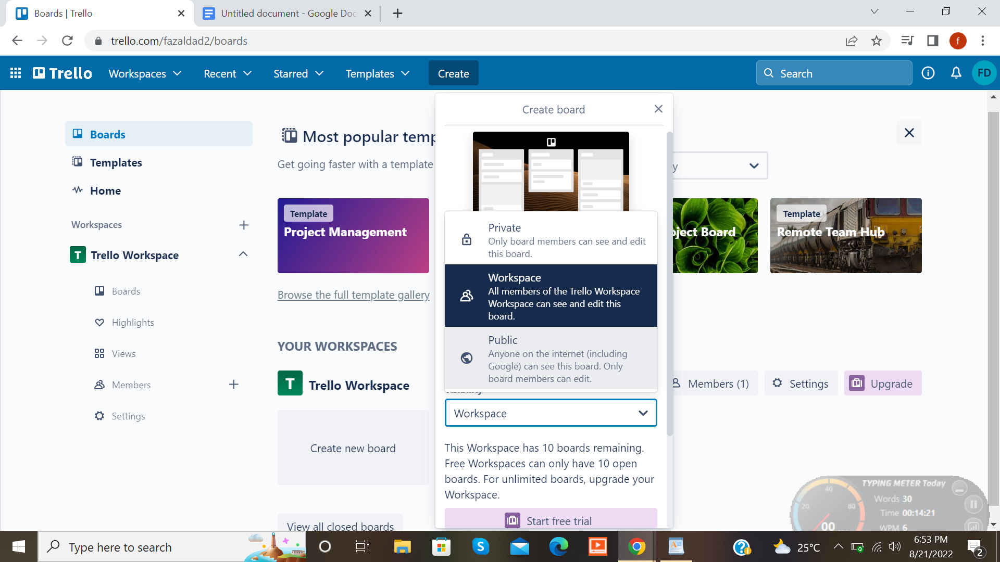 Boards | Trello
Untitled document - Google Doc
trello.com/fazaldad2/boards
f
Trello
Workspaces
Recent
Starred
Templates
Create
Search
FD
Create board
Boards
Templates
Home
Workspaces
T Trello Workspace
Boards
Highlights
Views
Members
Settings
Most popular temp
Get going faster with a template
y
Template
Project Management
ject Board
Template
Remote Team Hub
Browse the full template gallery
YOUR WORKSPACES
T Trello Workspace
Members (1)
Settings
Upgrade
Create new board
View all closed boards
Private
Only board members can see and edit
this board.
Workspace
All members of the Trello Workspace
Workspace can see and edit this
board.
Public
Anyone on the internet (including
Google) can see this board. Only
board members can edit.
Workspace
This Workspace has 10 boards remaining.
Free Workspaces can only have 10 open
boards. For unlimited boards, upgrade your
Workspace.
Start free trial
TYPING METER Today
Words 30
Time 00:14:21
WPM 6
20
40
80
00
Type here to search
25°C
6:53 PM
8/21/2022
2